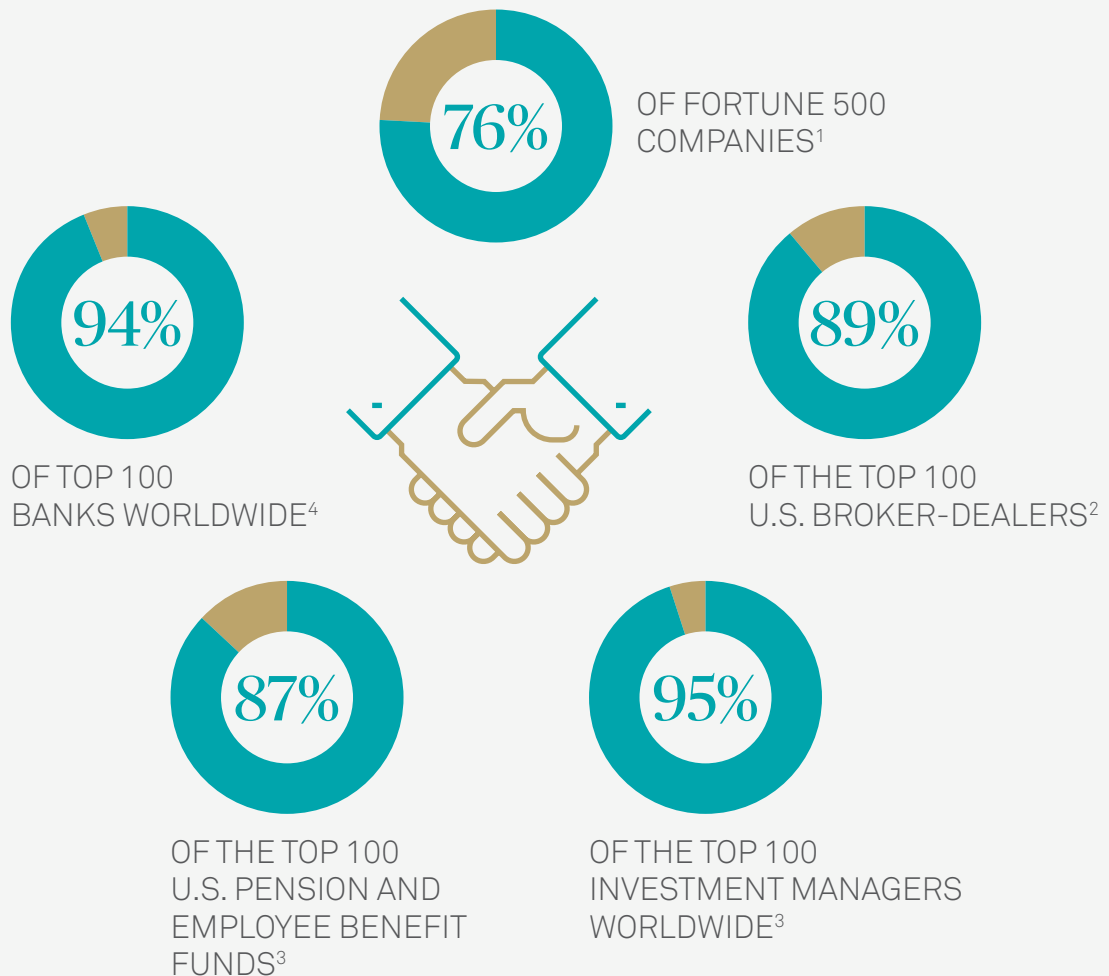 76%
OF FORTUNE 500
COMPANIES¹
94%
OF TOP 100
BANKS WORLDWIDE⁴
89%
OF THE TOP 100
U.S. BROKER-DEALERS²
87%
OF THE TOP 100
U.S. PENSION AND
EMPLOYEE BENEFIT
FUNDS³
95%
OF THE TOP 100
INVESTMENT MANAGERS
WORLDWIDE³